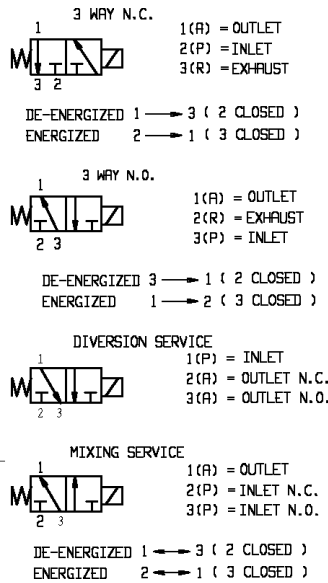 3 WAY N.C.
1
1(A) = OUTLET
2(P) = INLET
3(R) = EXHAUST
3 2
DE-ENERGIZED 1 → 3 ( 2 CLOSED )
ENERGIZED 2 → 1 ( 3 CLOSED )
3 WAY N.O.
1
1(A) = OUTLET
2(R) = EXHAUST
3(P) = INLET
2 3
DE-ENERGIZED 3 → 1 ( 2 CLOSED )
ENERGIZED 1 → 2 ( 3 CLOSED )
DIVERSION SERVICE
1
1(P) = INLET
2(A) = OUTLET N.C.
3(A) = OUTLET N.O.
2 3
MIXING SERVICE
1
1(A) = OUTLET
2(P) = INLET N.C.
3(P) = INLET N.O.
2 3
DE-ENERGIZED 1 ↔ 3 ( 2 CLOSED )
ENERGIZED 2 ↔ 1 ( 3 CLOSED )